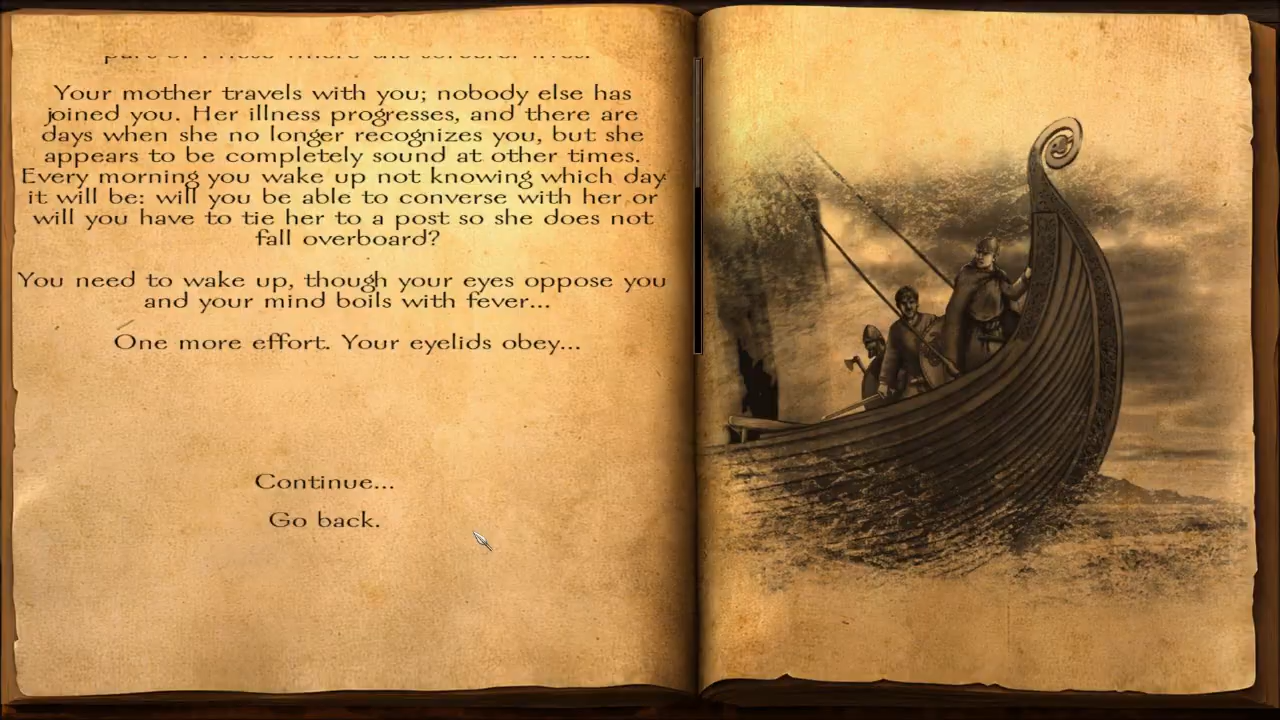 Your mother travels with you; nobody else has
joined you. Her illness progresses, and there are
days when she no longer recognizes you, but she
appears to be completely sound at other times.
Every morning you wake up not knowing which day
it will be: will you be able to converse with her or
will you have to tie her to a post so she does not
fall overboard?
You need to wake up, though your eyes oppose you
and your mind boils with fever...
One more effort. Your eyelids obey...
Continue...
Go back.